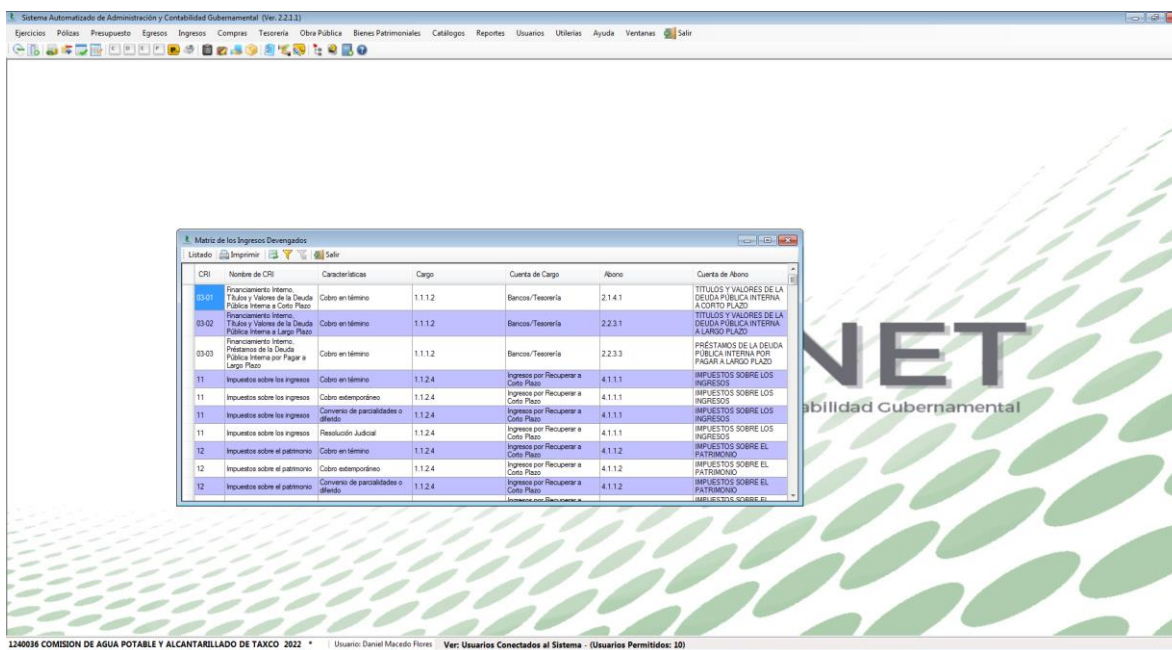 Sistema Automatizado de Administración y Contabilidad Gubernamental (Ver. 2.2.1.1)
Ejercicios Pólizas Presupuesto Egresos Ingresos Compras Tesorería Obra Pública Bienes Patrimoniales Catálogos Reportes Usuarios Utilerías Ayuda Ventanas Salir
Matriz de los Ingresos Devengados
Listado Imprimir Salir
CRI Nombre de CRI Características Cargo Cuenta de Cargo Abono Cuenta de Abono
03-01 Financiamiento Interno, Títulos y Valores de la Deuda Pública Interna a Corto Plazo Cobro en término 1.1.1.2 Bancos/Tesorería 2.1.4.1 TÍTULOS Y VALORES DE LA DEUDA PÚBLICA INTERNA A CORTO PLAZO
03-02 Financiamiento Interno, Títulos y Valores de la Deuda Pública Interna a Largo Plazo Cobro en término 1.1.1.2 Bancos/Tesorería 2.2.3.1 TÍTULOS Y VALORES DE LA DEUDA PÚBLICA INTERNA A LARGO PLAZO
03-03 Financiamiento Interno, Préstamos de la Deuda Pública Interna por Pagar a Largo Plazo Cobro en término 1.1.1.2 Bancos/Tesorería 2.2.3.3 PRÉSTAMOS DE LA DEUDA PÚBLICA INTERNA POR PAGAR A LARGO PLAZO
11 Impuestos sobre los ingresos Cobro en término 1.1.2.4 Ingresos por Recuperar a Corto Plazo 4.1.1.1 IMPUESTOS SOBRE LOS INGRESOS
11 Impuestos sobre los ingresos Cobro extemporáneo 1.1.2.4 Ingresos por Recuperar a Corto Plazo 4.1.1.1 IMPUESTOS SOBRE LOS INGRESOS
11 Impuestos sobre los ingresos Convenio de parcialidades o diferido 1.1.2.4 Ingresos por Recuperar a Corto Plazo 4.1.1.1 IMPUESTOS SOBRE LOS INGRESOS
11 Impuestos sobre los ingresos Resolución Judicial 1.1.2.4 Ingresos por Recuperar a Corto Plazo 4.1.1.1 IMPUESTOS SOBRE LOS INGRESOS
12 Impuestos sobre el patrimonio Cobro en término 1.1.2.4 Ingresos por Recuperar a Corto Plazo 4.1.1.2 IMPUESTOS SOBRE EL PATRIMONIO
12 Impuestos sobre el patrimonio Cobro extemporáneo 1.1.2.4 Ingresos por Recuperar a Corto Plazo 4.1.1.2 IMPUESTOS SOBRE EL PATRIMONIO
12 Impuestos sobre el patrimonio Convenio de parcialidades o diferido 1.1.2.4 Ingresos por Recuperar a Corto Plazo 4.1.1.2 IMPUESTOS SOBRE EL PATRIMONIO
Ingresos por Recuperar a IMPUESTOS SOBRE EL
NET
abilidad Gubernamental
1240036 COMISION DE AGUA POTABLE Y ALCANTARILLADO DE TAXCO 2022 * Usuario: Daniel Macedo Flores Ver: Usuarios Conectados al Sistema - (Usuarios Permitidos: 10)